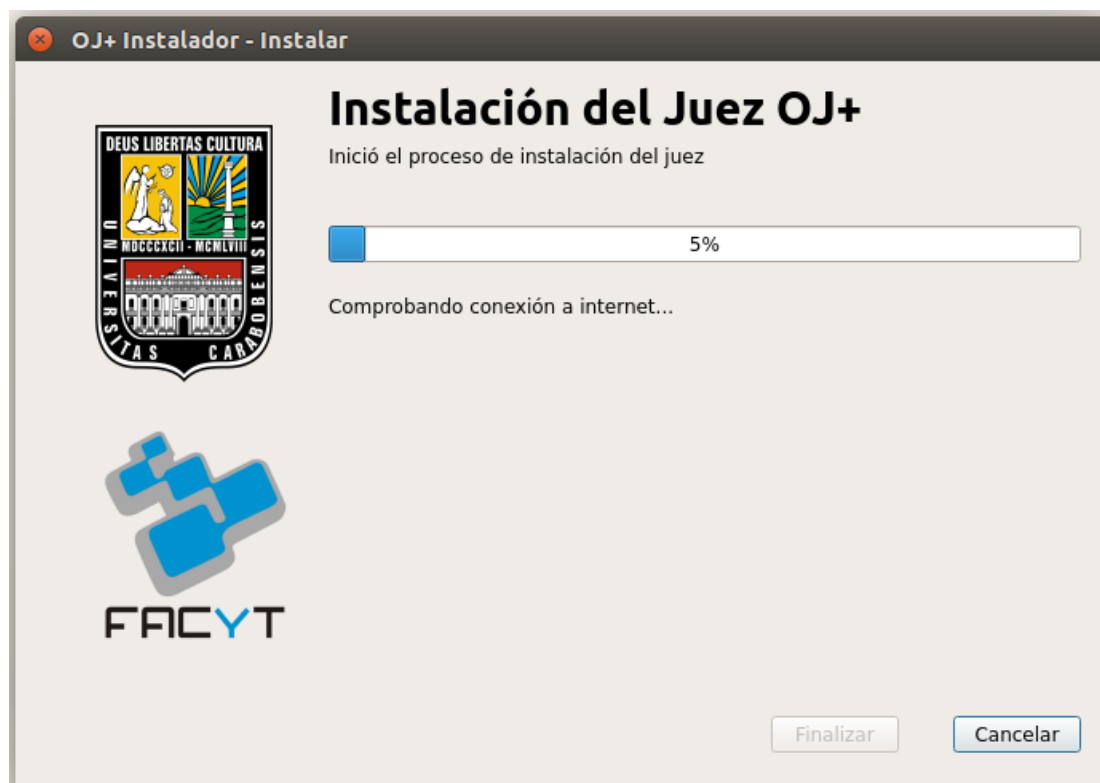 OJ+ Instalador - Instalar
Instalación del Juez OJ+
Inició el proceso de instalación del juez
5%
Comprobando conexión a internet...
DEUS LIBERTAS CULTURA
MDCCCXCII - MCMLVIII
UNIVERSITAS CARABOBENSIS
FACYT
Finalizar
Cancelar